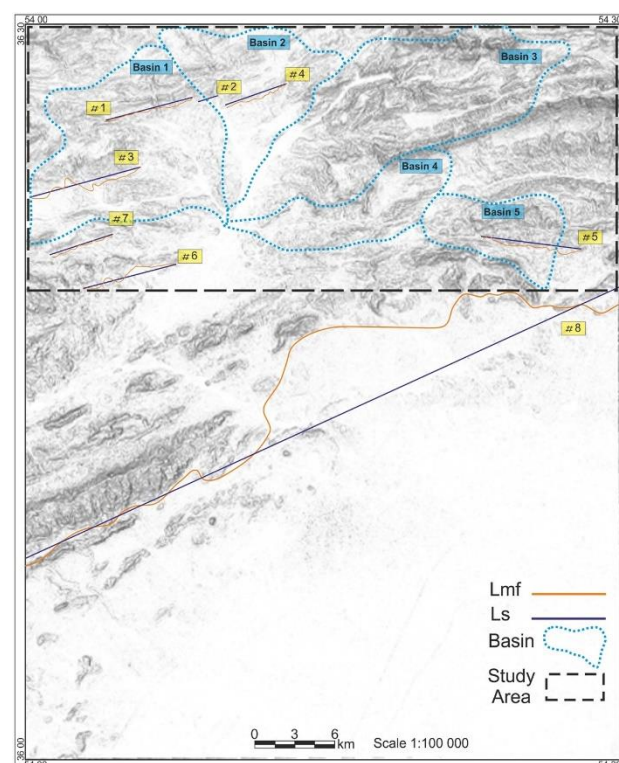 54 00
54 30
36 30
Basin 2
Basin 1
Basin 3
#2
#4
#1
#3
Basin 4
#7
Basin 5
#5
#6
#8
Lmf
Ls
Basin
Study
Area
0 3 6
km
Scale 1:100 000
36 00
54 00